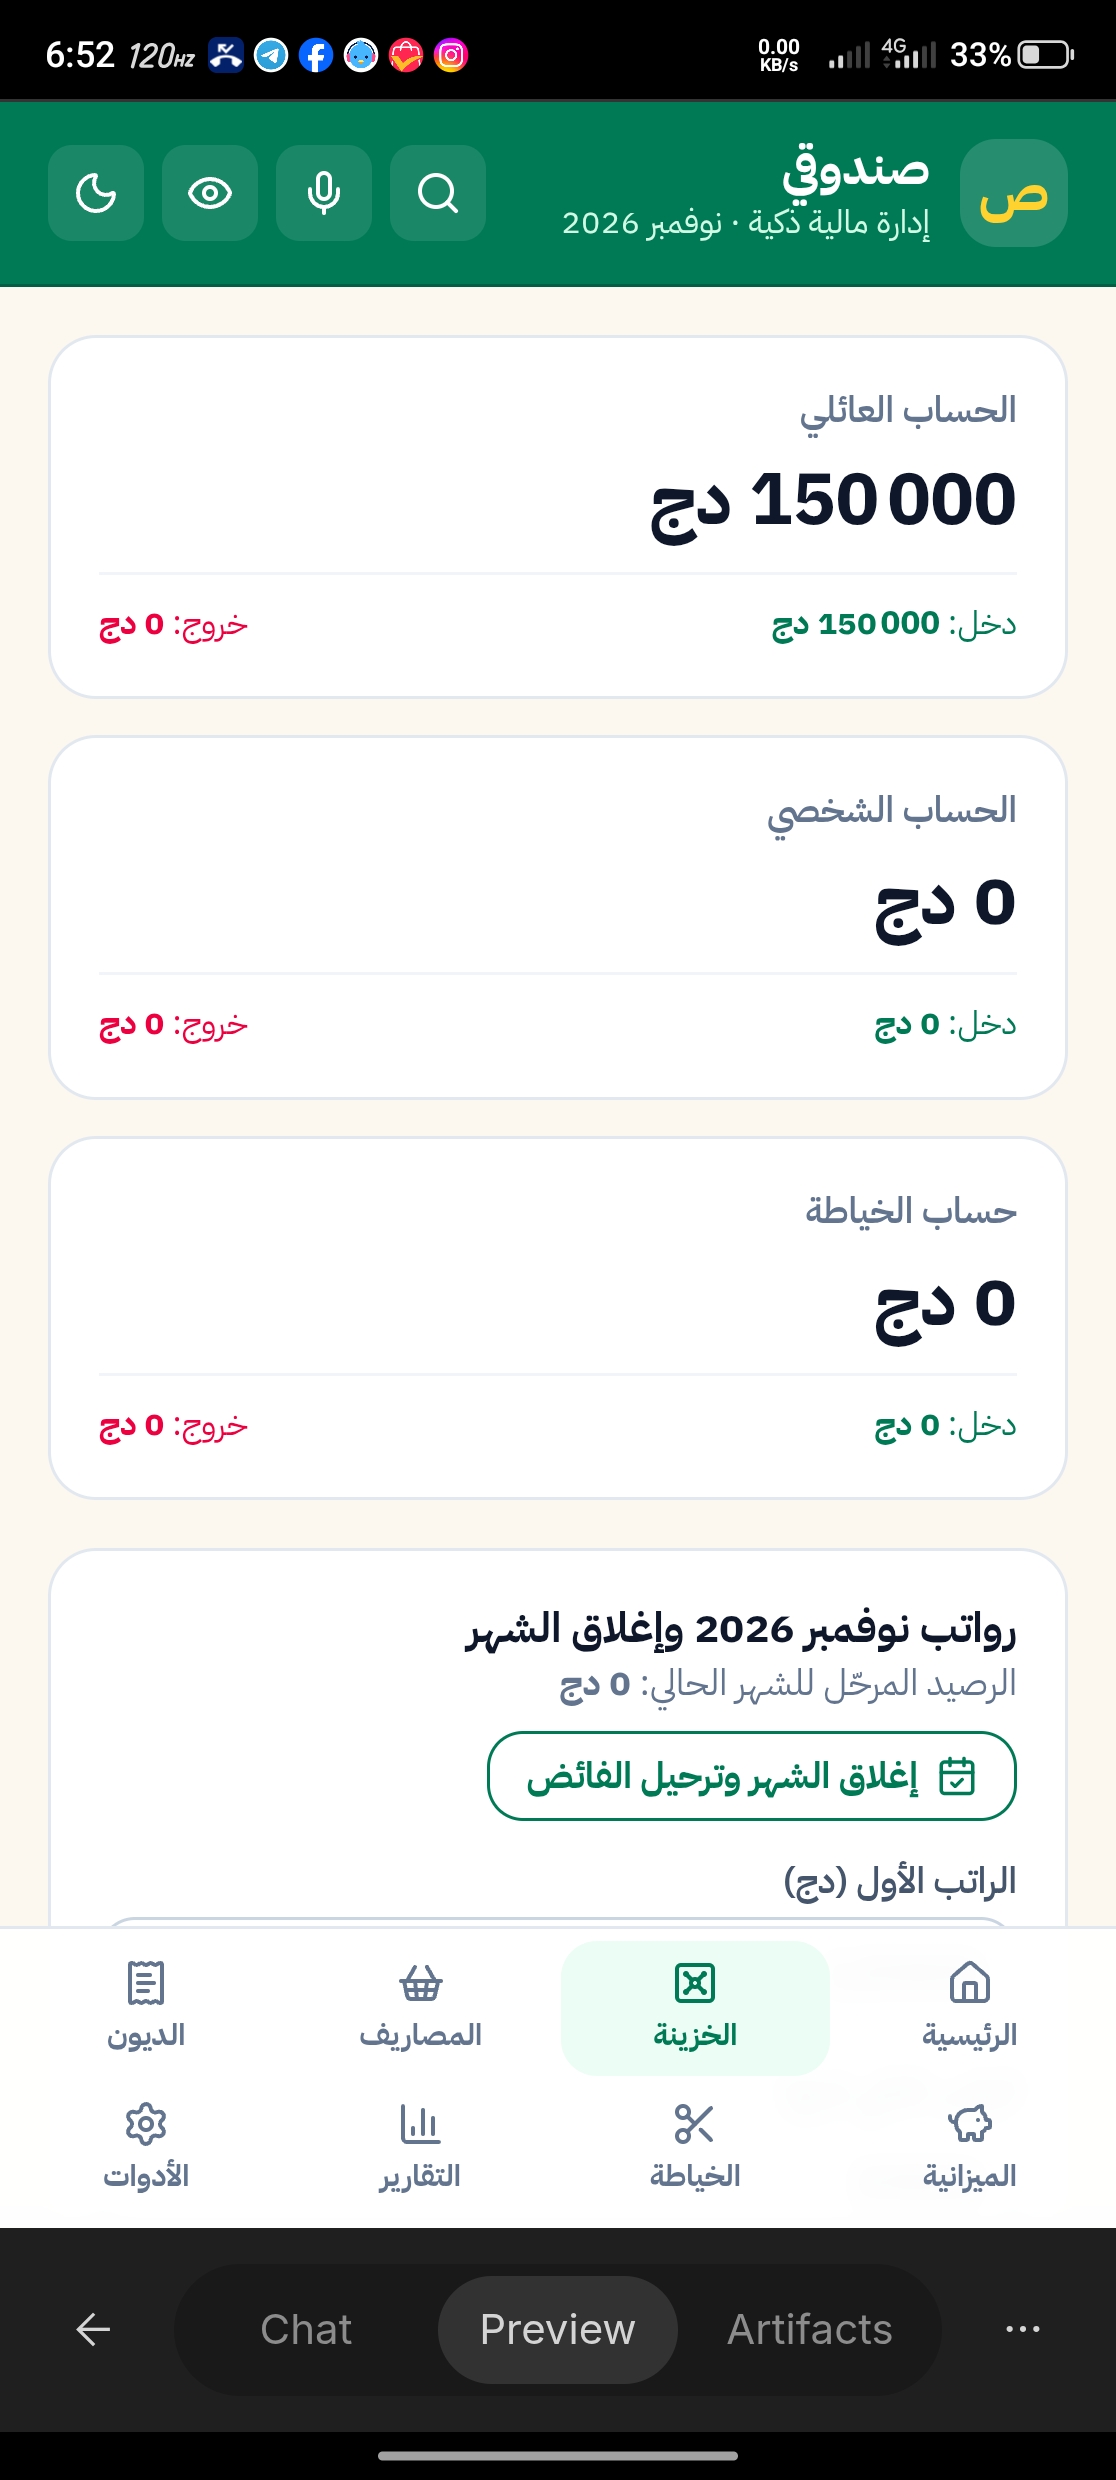 6:52 120HZ 0.00 KB/s 4G 33%
ص
صندوقي
إدارة مالية ذكية · نوفمبر 2026
الحساب العائلي
150 000 دج
دخل: 150 000 دج
خروج: 0 دج
الحساب الشخصي
0 دج
دخل: 0 دج
خروج: 0 دج
حساب الخياطة
0 دج
دخل: 0 دج
خروج: 0 دج
رواتب نوفمبر 2026 وإغلاق الشهر
الرصيد المرحّل للشهر الحالي: 0 دج
إغلاق الشهر وترحيل الفائض
الراتب الأول (دج)
الرئيسية
الخزينة
المصاريف
الديون
الميزانية
الخياطة
التقارير
الأدوات
Chat
Preview
Artifacts